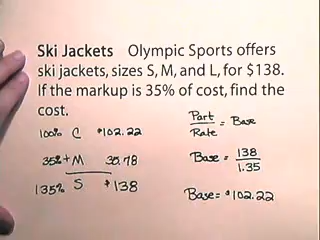 Ski Jackets Olympic Sports offers
ski jackets, sizes S, M, and L, for $138.
If the markup is 35% of cost, find the
cost.
100% C $102.22
35% + M 35.78
135% S $138
Part/Rate = Base
Base = 138/1.35
Base = $102.22